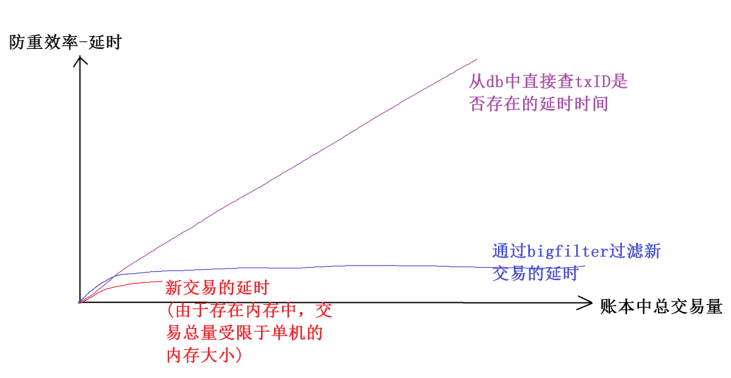 防重效率-延时
从db中直接查txID是
否存在的延时时间
通过bigfilter过滤新
交易的延时
新交易的延时
(由于存在内存中，交
易总量受限于单机的
内存大小)
账本中总交易量